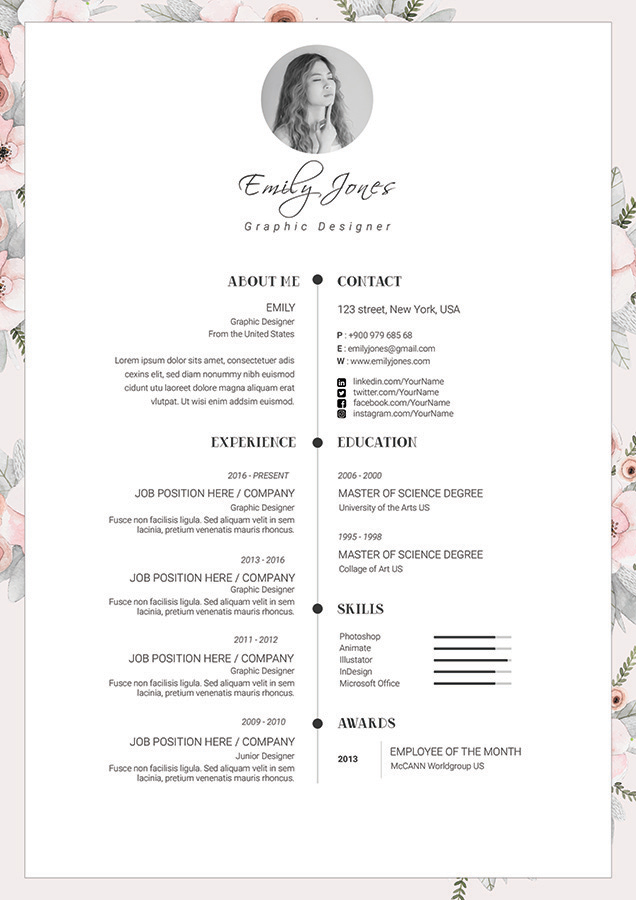 Emily Jones
Graphic Designer
ABOUT ME
EMILY
Graphic Designer
From the United States
Lorem ipsum dolor sits amet, consectetuer adis
cexins elit, sed diam nonummy nibh euismod
cidunt utu laoreet dolore magna aliquam erat
vlutpat. Ut wisi enim addsim euismod.
EXPERIENCE
2016 - PRESENT
JOB POSITION HERE / COMPANY
Graphic Designer
Fusce non facilisis ligula. Sed aliquam velit in sem
lacinia, pretium venenatis mauris rhoncus.
2013 - 2016
JOB POSITION HERE / COMPANY
Graphic Designer
Fusce non facilisis ligula. Sed aliquam velit in sem
lacinia, pretium venenatis mauris rhoncus.
2011 - 2012
JOB POSITION HERE / COMPANY
Graphic Designer
Fusce non facilisis ligula. Sed aliquam velit in sem
lacinia, pretium venenatis mauris rhoncus.
2009 - 2010
JOB POSITION HERE / COMPANY
Junior Designer
Fusce non facilisis ligula. Sed aliquam velit in sem
lacinia, pretium venenatis mauris rhoncus.
CONTACT
123 street, New York, USA
P : +900 979 685 68
E : emilyjones@gmail.com
W : www.emilyjones.com
linkedin.com/YourName
twitter.com/YourName
facebook.com/YourName
instagram.com/YourName
EDUCATION
2006 - 2000
MASTER OF SCIENCE DEGREE
University of the Arts US
1995 - 1998
MASTER OF SCIENCE DEGREE
Collage of Art US
SKILLS
Photoshop
Animate
Illustator
InDesign
Microsoft Office
AWARDS
2013
EMPLOYEE OF THE MONTH
McCANN Worldgroup US